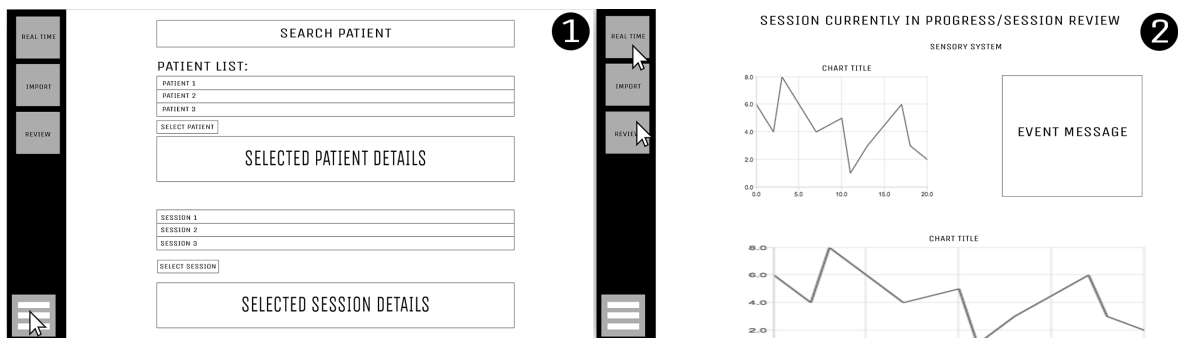 REAL TIME
IMPORT
REVIEW
SEARCH PATIENT
1
PATIENT LIST:
PATIENT 1
PATIENT 2
PATIENT 3
SELECT PATIENT
SELECTED PATIENT DETAILS
SESSION 1
SESSION 2
SESSION 3
SELECT SESSION
SELECTED SESSION DETAILS
REAL TIME
IMPORT
REVIEW
SESSION CURRENTLY IN PROGRESS/SESSION REVIEW
2
SENSORY SYSTEM
CHART TITLE
8.0
6.0
4.0
2.0
0.0
0.0 5.0 10.0 15.0 20.0
EVENT MESSAGE
CHART TITLE
8.0
6.0
4.0
2.0